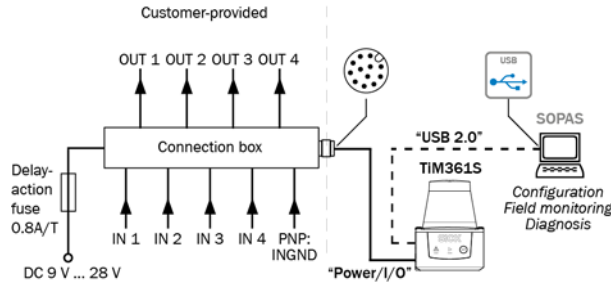 Customer-provided
OUT 1 OUT 2 OUT 3 OUT 4
USB
SOPAS
"USB 2.0"
Connection box
TiM361S
Delay-
action
fuse
0.8A/T
Configuration
Field monitoring
Diagnosis
SICK
IN 1 IN 2 IN 3 IN 4 PNP:
INGND
"Power/I/O"
DC 9 V ... 28 V